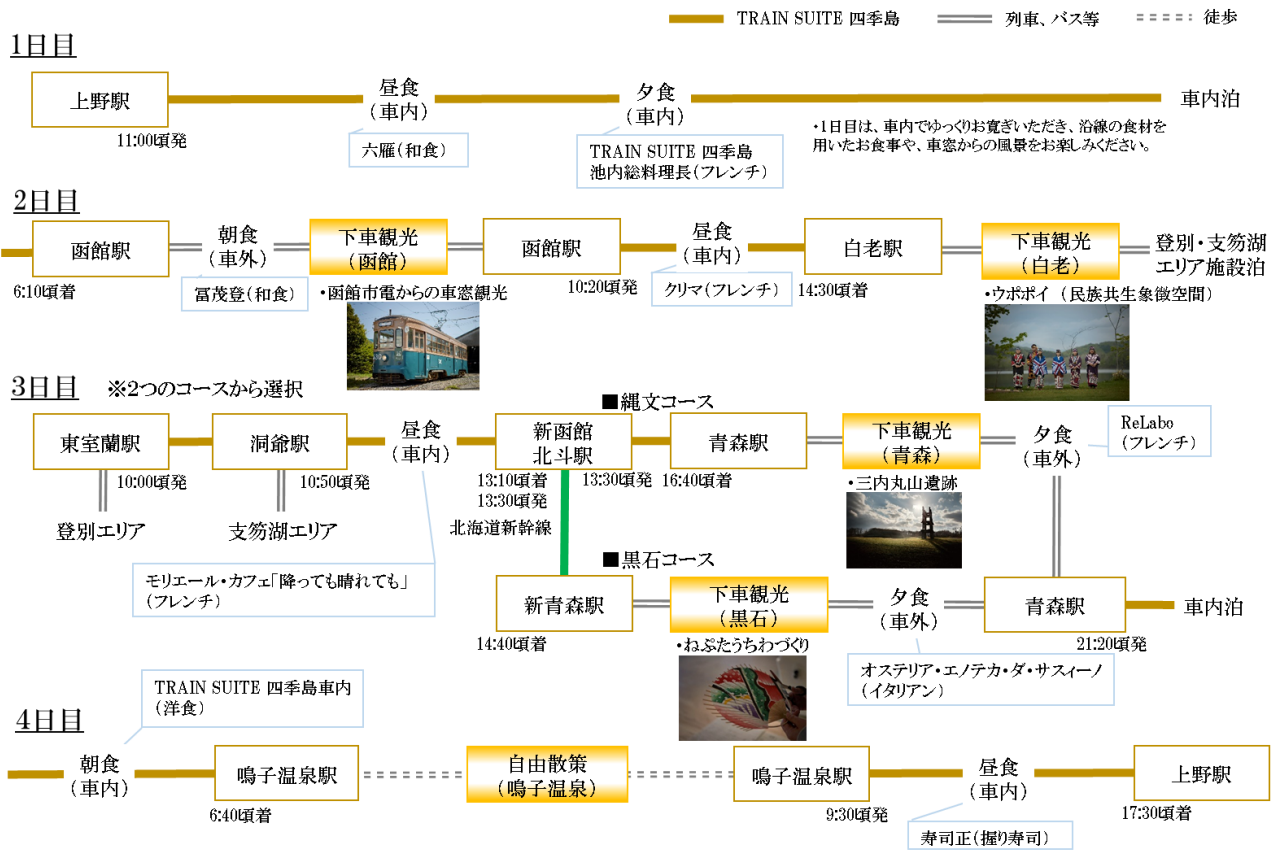 TRAIN SUITE 四季島
列車、バス等
徒歩
1日目
上野駅
11:00頃発
昼食
(車内)
六雁(和食)
夕食
(車内)
TRAIN SUITE 四季島
池内総料理長(フレンチ)
車内泊
・1日目は、車内でゆっくりお寛ぎいただき、沿線の食材を
用いたお食事や、車窓からの風景をお楽しみください。
2日目
函館駅
6:10頃着
朝食
(車外)
冨茂登(和食)
下車観光
(函館)
・函館市電からの車窓観光
函館駅
10:20頃発
昼食
(車内)
クリマ(フレンチ)
白老駅
14:30頃着
下車観光
(白老)
・ウポポイ (民族共生象徴空間)
登別・支笏湖
エリア施設泊
3日目
※2つのコースから選択
東室蘭駅
10:00頃発
登別エリア
洞爺駅
10:50頃発
支笏湖エリア
昼食
(車内)
モリエール・カフェ「降っても晴れても」
(フレンチ)
新函館
北斗駅
13:10頃着
13:30頃発
13:30頃発
北海道新幹線
■縄文コース
青森駅
16:40頃着
下車観光
(青森)
・三内丸山遺跡
夕食
(車外)
ReLabo
(フレンチ)
■黒石コース
新青森駅
14:40頃着
下車観光
(黒石)
・ねぷたうちわづくり
夕食
(車外)
オステリア・エノテカ・ダ・サスィーノ
(イタリアン)
青森駅
21:20頃発
車内泊
4日目
朝食
(車内)
TRAIN SUITE 四季島車内
(洋食)
鳴子温泉駅
6:40頃着
自由散策
(鳴子温泉)
鳴子温泉駅
9:30頃発
昼食
(車内)
寿司正(握り寿司)
上野駅
17:30頃着